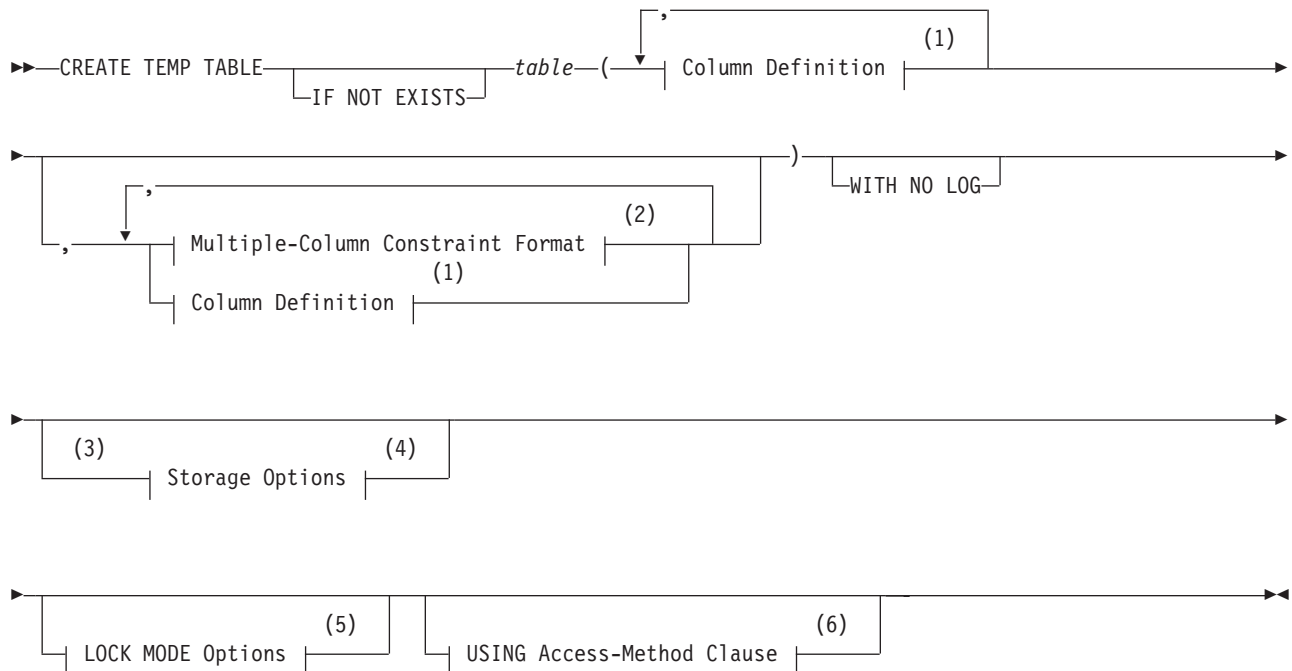 ,
(1)
CREATE TEMP TABLE table ( Column Definition
IF NOT EXISTS
)
, WITH NO LOG
(2)
, Multiple-Column Constraint Format
(1)
Column Definition
(3) (4)
Storage Options
(5) (6)
LOCK MODE Options USING Access-Method Clause